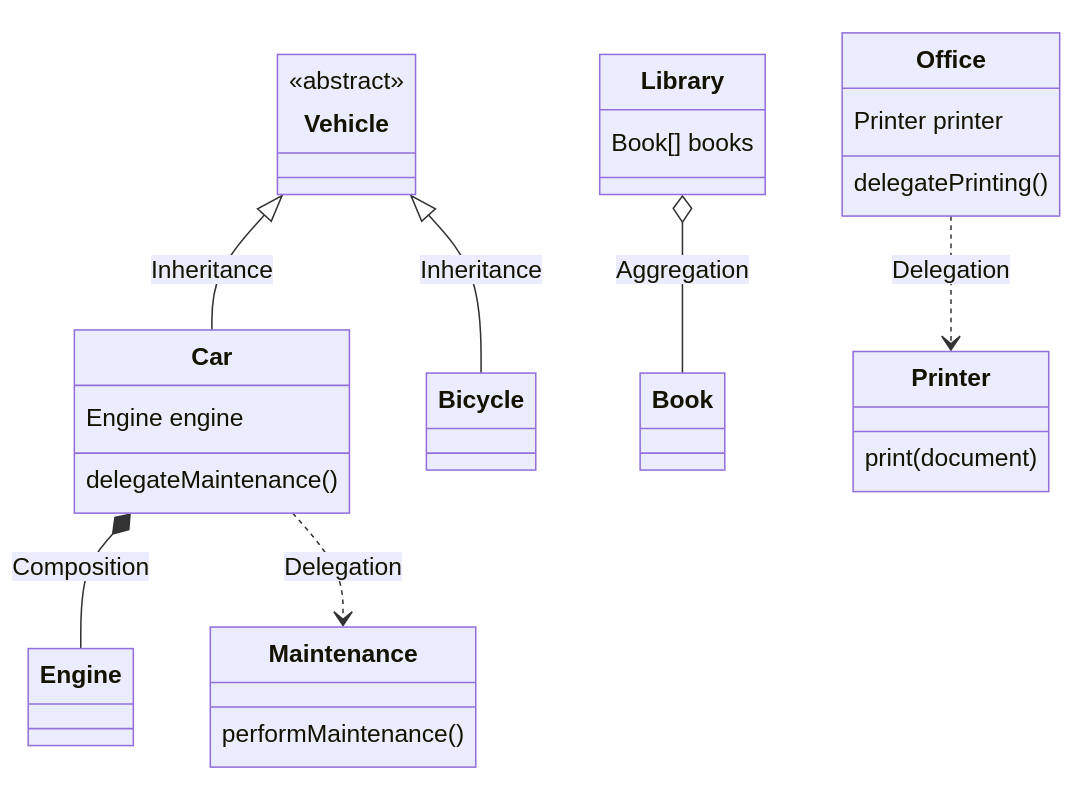 «abstract»
Vehicle
Library
Book[] books
Office
Printer printer
delegatePrinting()
Inheritance
Inheritance
Aggregation
Delegation
Car
Engine engine
delegateMaintenance()
Bicycle
Book
Printer
print(document)
Composition
Delegation
Engine
Maintenance
performMaintenance()